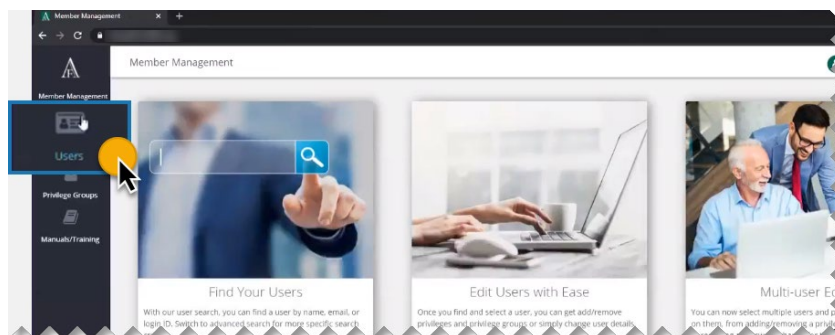 Member Management
Member Management
Member Management
Users
Privilege Groups
Manuals/Training
Find Your Users
With our user search, you can find a user by name, email, or
login ID. Switch to advanced search for more specific search
Edit Users with Ease
Once you find and select a user, you can get add/remove
privileges and privilege groups or simply change user details
Multi-user Ed
You can now select multiple users and
on them, from adding/removing a